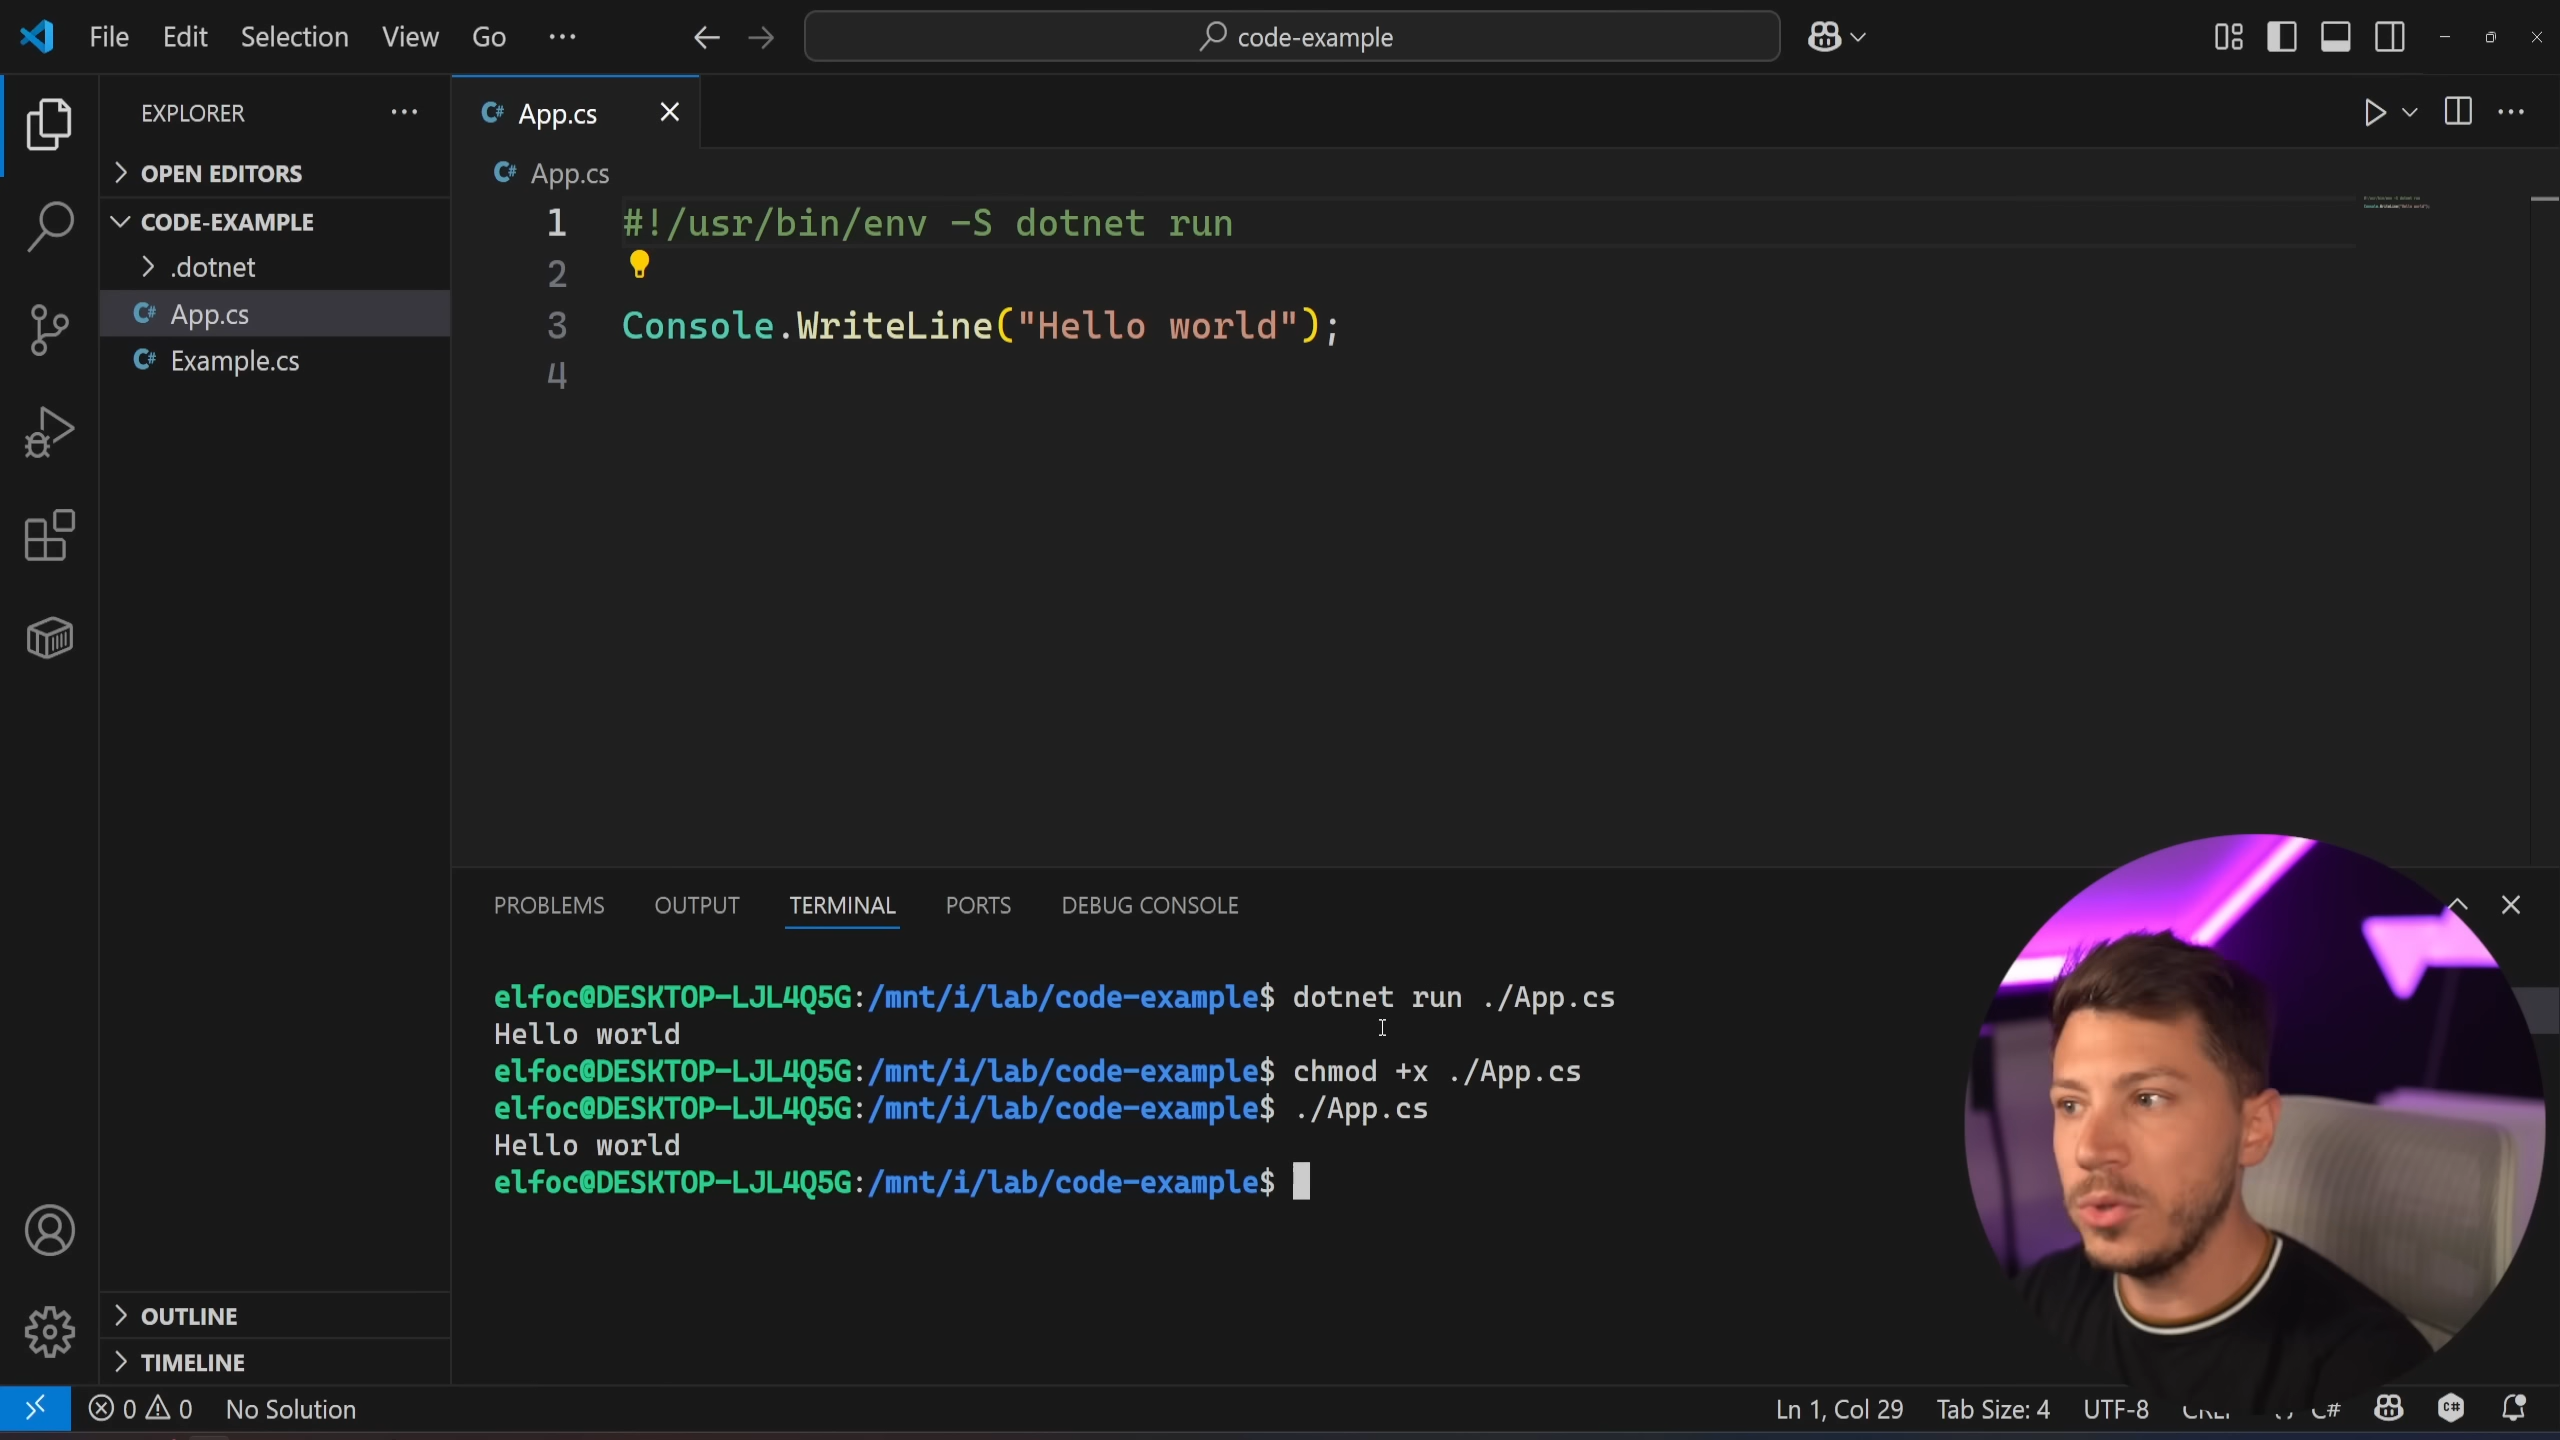 File Edit Selection View Go ···
code-example
EXPLORER ···
OPEN EDITORS
CODE-EXAMPLE
.dotnet
C# App.cs
C# Example.cs
OUTLINE
TIMELINE
C# App.cs
C# App.cs
1 #!/usr/bin/env -S dotnet run
2
3 Console.WriteLine("Hello world");
4
PROBLEMS OUTPUT TERMINAL PORTS DEBUG CONSOLE
elfoc@DESKTOP-LJL4Q5G:/mnt/i/lab/code-example$ dotnet run ./App.cs
Hello world
elfoc@DESKTOP-LJL4Q5G:/mnt/i/lab/code-example$ chmod +x ./App.cs
elfoc@DESKTOP-LJL4Q5G:/mnt/i/lab/code-example$ ./App.cs
Hello world
elfoc@DESKTOP-LJL4Q5G:/mnt/i/lab/code-example$
0 0 No Solution
Ln 1, Col 29 Tab Size: 4 UTF-8 C#